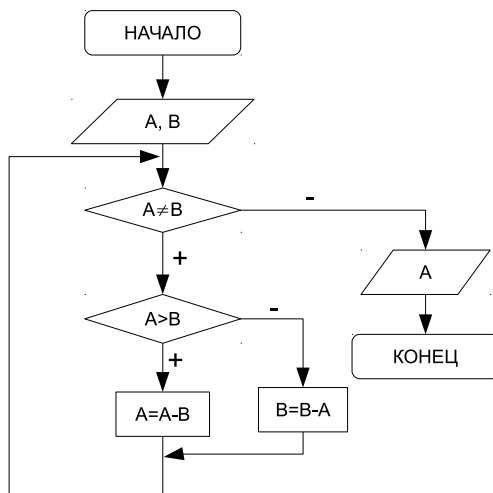 НАЧАЛО
A, B
A≠B
-
+
A
A>B
-
+
КОНЕЦ
A=A-B
B=B-A